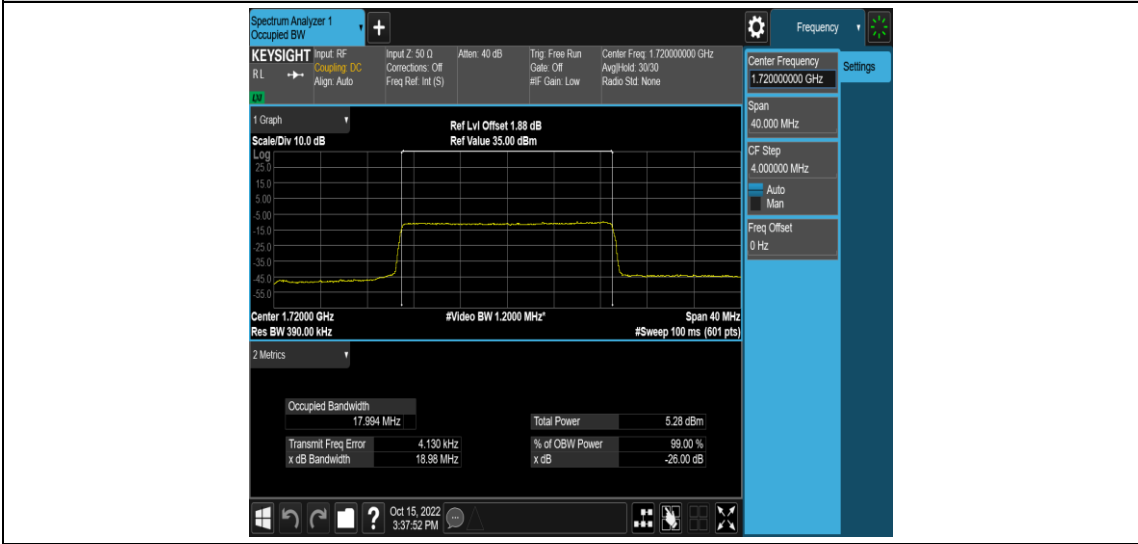 Spectrum Analyzer 1
Occupied BW
+
Frequency
KEYSIGHT
RL
LXI
Input: RF
Coupling: DC
Align: Auto
Input Z: 50 Ω
Corrections: Off
Freq Ref: Int (S)
Atten: 40 dB
Trig: Free Run
Gate: Off
#IF Gain: Low
Center Freq: 1.720000000 GHz
Avg|Hold: 30/30
Radio Std: None
Center Frequency
1.720000000 GHz
Settings
Span
40.000 MHz
CF Step
4.000000 MHz
Auto
Man
Freq Offset
0 Hz
1 Graph
Scale/Div 10.0 dB
Ref Lvl Offset 1.88 dB
Ref Value 35.00 dBm
Log
25.0
15.0
5.00
-5.00
-15.0
-25.0
-35.0
-45.0
-55.0
Center 1.72000 GHz
#Video BW 1.2000 MHz*
Span 40 MHz
Res BW 390.00 kHz
#Sweep 100 ms (601 pts)
2 Metrics
Occupied Bandwidth
17.994 MHz
Total Power 5.28 dBm
Transmit Freq Error 4.130 kHz
% of OBW Power 99.00 %
x dB Bandwidth 18.98 MHz
x dB -26.00 dB
?
Oct 15, 2022
3:37:52 PM